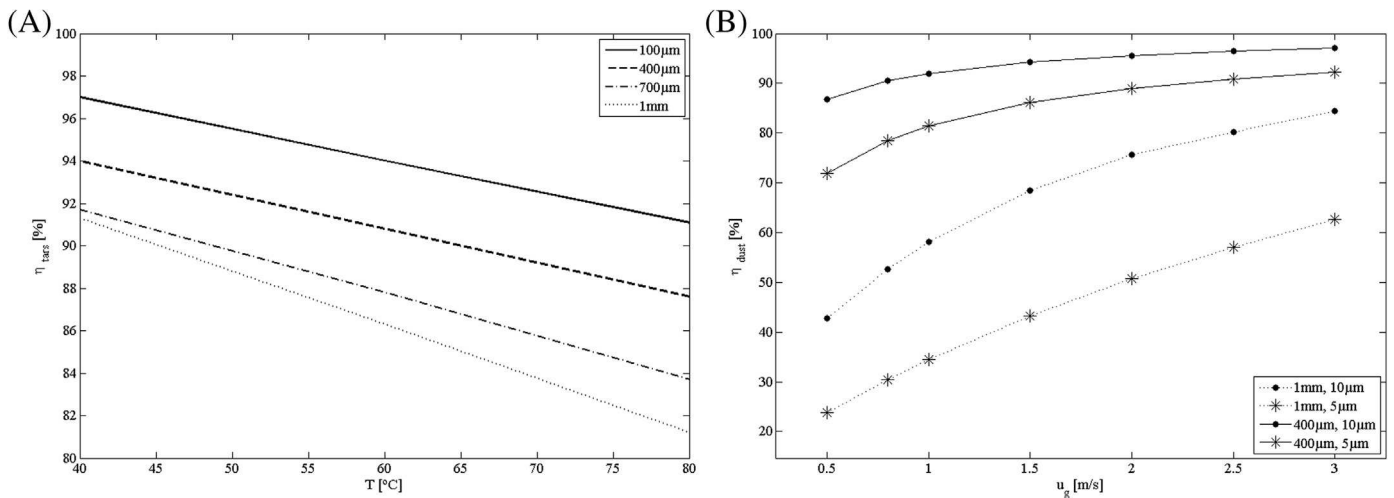 (A)
100
98
96
94
92
90
88
86
84
82
80
η tars [%]
40
45
50
55
60
65
70
75
80
T [°C]
100µm
400µm
700µm
1mm
(B)
100
90
80
70
60
50
40
30
20
η dust [%]
0.5
1
1.5
2
2.5
3
u_g [m/s]
1mm, 10µm
1mm, 5µm
400µm, 10µm
400µm, 5µm